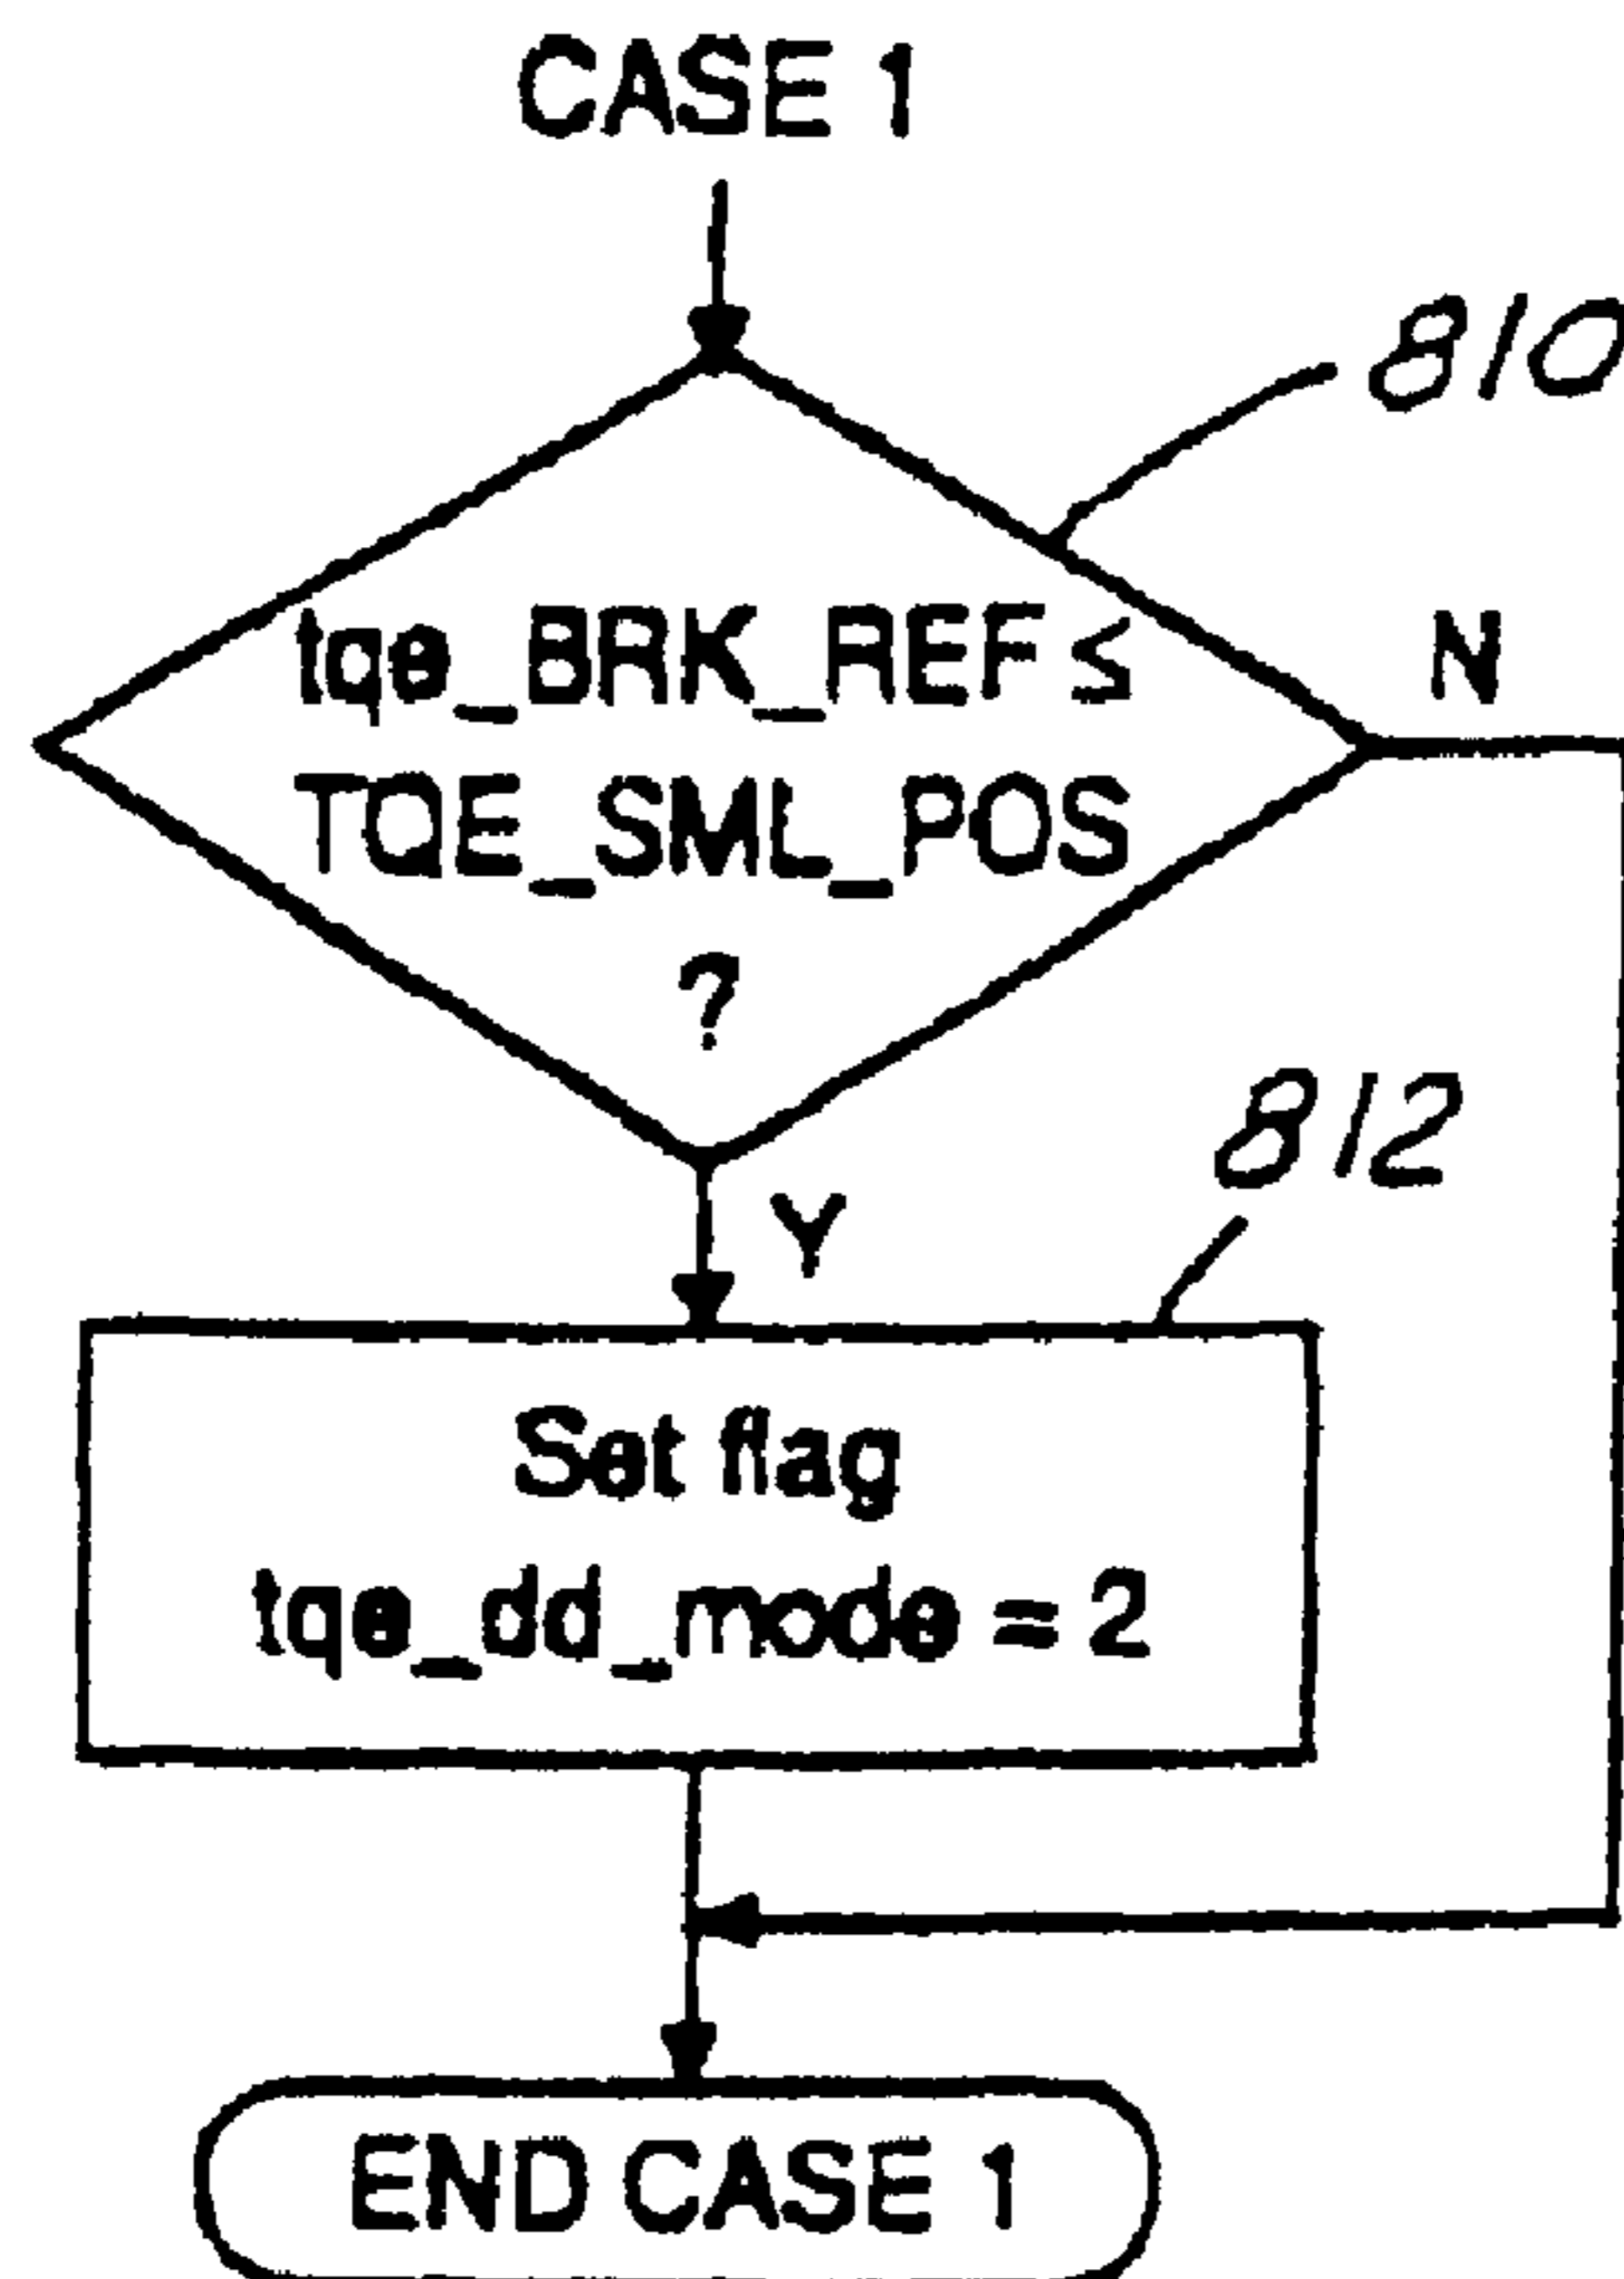 CASE 1
810
tqe_BRK_REF ≤
N
TQE_SML_POS
?
812
Y
Set flag
tqe_dd_mode = 2
END CASE 1